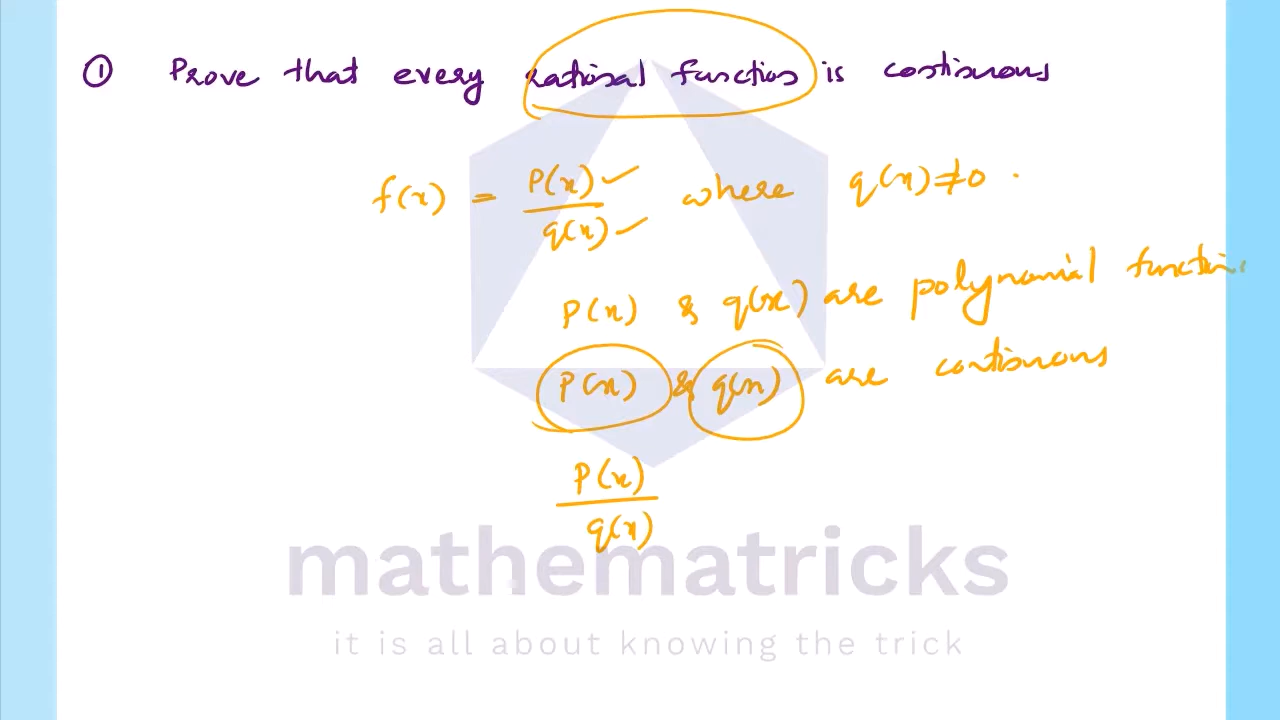 ① Prove that every rational function is continuous
f(x) = P(x) / q(x) where q(x) ≠ 0 .
P(x) & q(x) are polynomial function
P(x) & q(x) are continuous
P(x) / q(x)
mathematricks
it is all about knowing the trick